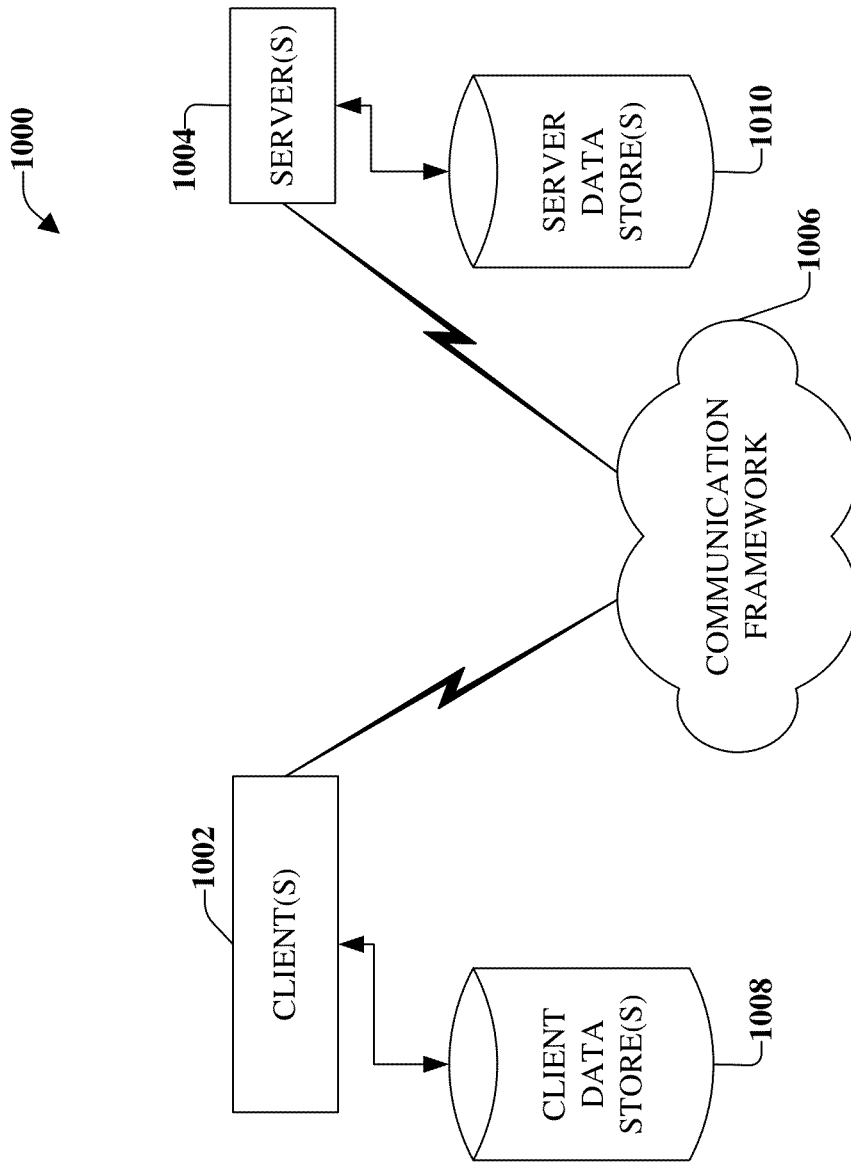 1000
1002
1004
CLIENT(S)
SERVER(S)
CLIENT
DATA
STORE(S)
SERVER
DATA
STORE(S)
1008
1010
1006
COMMUNICATION
FRAMEWORK